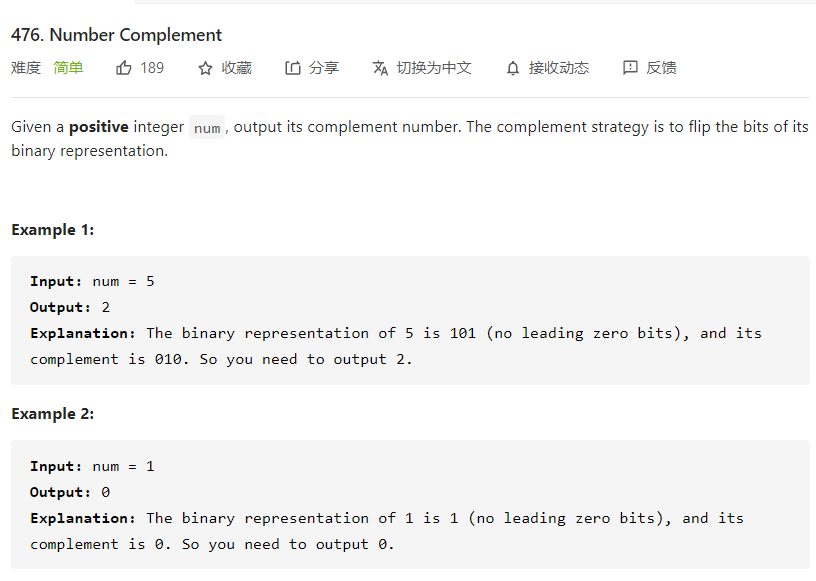 476. Number Complement
难度 简单 189 收藏 分享 切换为中文 接收动态 反馈
Given a positive integer num, output its complement number. The complement strategy is to flip the bits of its
binary representation.
Example 1:
Input: num = 5
Output: 2
Explanation: The binary representation of 5 is 101 (no leading zero bits), and its
complement is 010. So you need to output 2.
Example 2:
Input: num = 1
Output: 0
Explanation: The binary representation of 1 is 1 (no leading zero bits), and its
complement is 0. So you need to output 0.